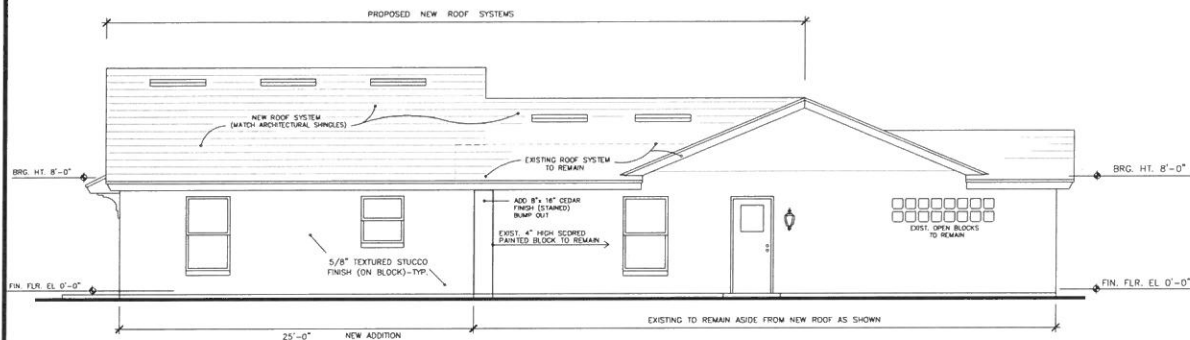 PROPOSED NEW ROOF SYSTEMS
NEW ROOF SYSTEM
(MATCH ARCHITECTURAL SHINGLES)
EXISTING ROOF SYSTEM
TO REMAIN
BRG. HT. 8'-0"
BRG. HT. 8'-0"
ADD 8"x 16" CEDAR
FINISH (STAINED)
BUMP OUT
EXIST. 4" HIGH SCORED
PAINTED BLOCK TO REMAIN
EXIST. OPEN BLOCKS
TO REMAIN
5/8" TEXTURED STUCCO
FINISH (ON BLOCK)-TYP.
FIN. FLR. EL 0'-0"
FIN. FLR. EL 0'-0"
25'-0" NEW ADDITION
EXISTING TO REMAIN ASIDE FROM NEW ROOF AS SHOWN